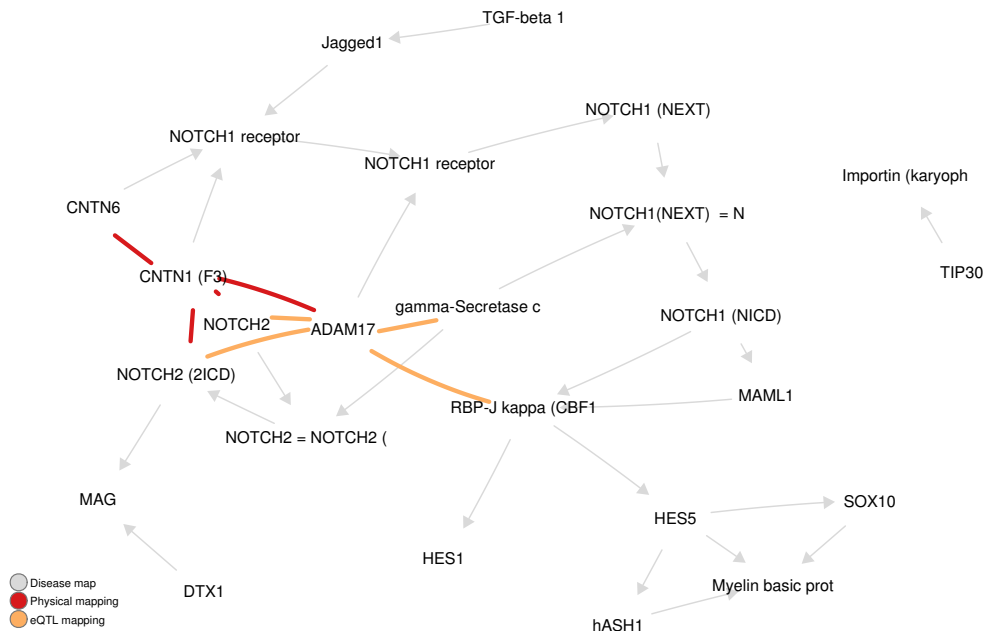 TGF-beta 1
Jagged1
NOTCH1 (NEXT)
NOTCH1 receptor
NOTCH1 receptor
Importin (karyoph
CNTN6
NOTCH1(NEXT) = N
CNTN1 (F3)
TIP30
gamma-Secretase c
NOTCH1 (NICD)
NOTCH2
ADAM17
NOTCH2 (2ICD)
MAML1
RBP-J kappa (CBF1
NOTCH2 = NOTCH2 (
MAG
SOX10
HES5
HES1
Disease map
Myelin basic prot
DTX1
Physical mapping
eQTL mapping
hASH1